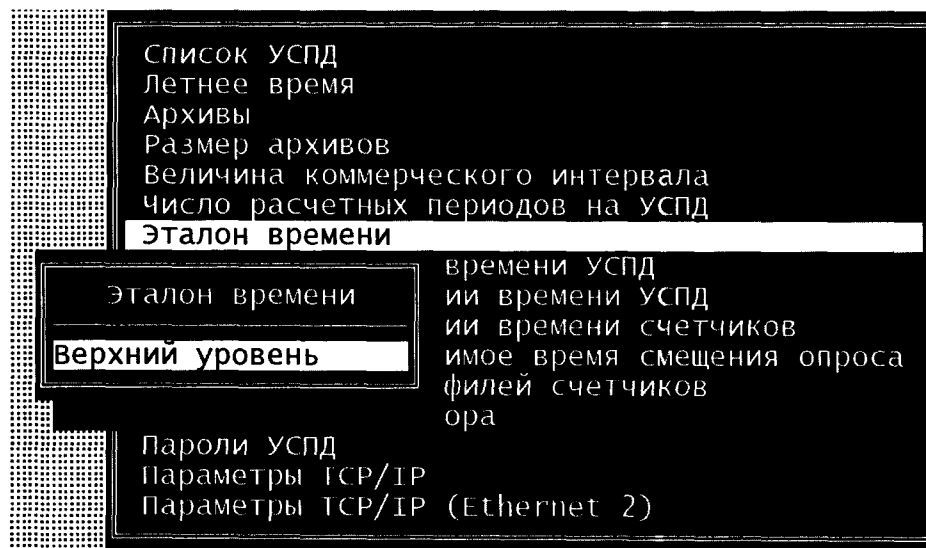 Список УСПД
Летнее время
Архивы
Размер архивов
Величина коммерческого интервала
Число расчетных периодов на УСПД
Эталон времени
времени УСПД
Эталон времени
ии времени УСПД
ии времени счетчиков
Верхний уровень
имое время смещения опроса
филей счетчиков
ора
Пароли УСПД
Параметры TCP/IP
Параметры TCP/IP (Ethernet 2)